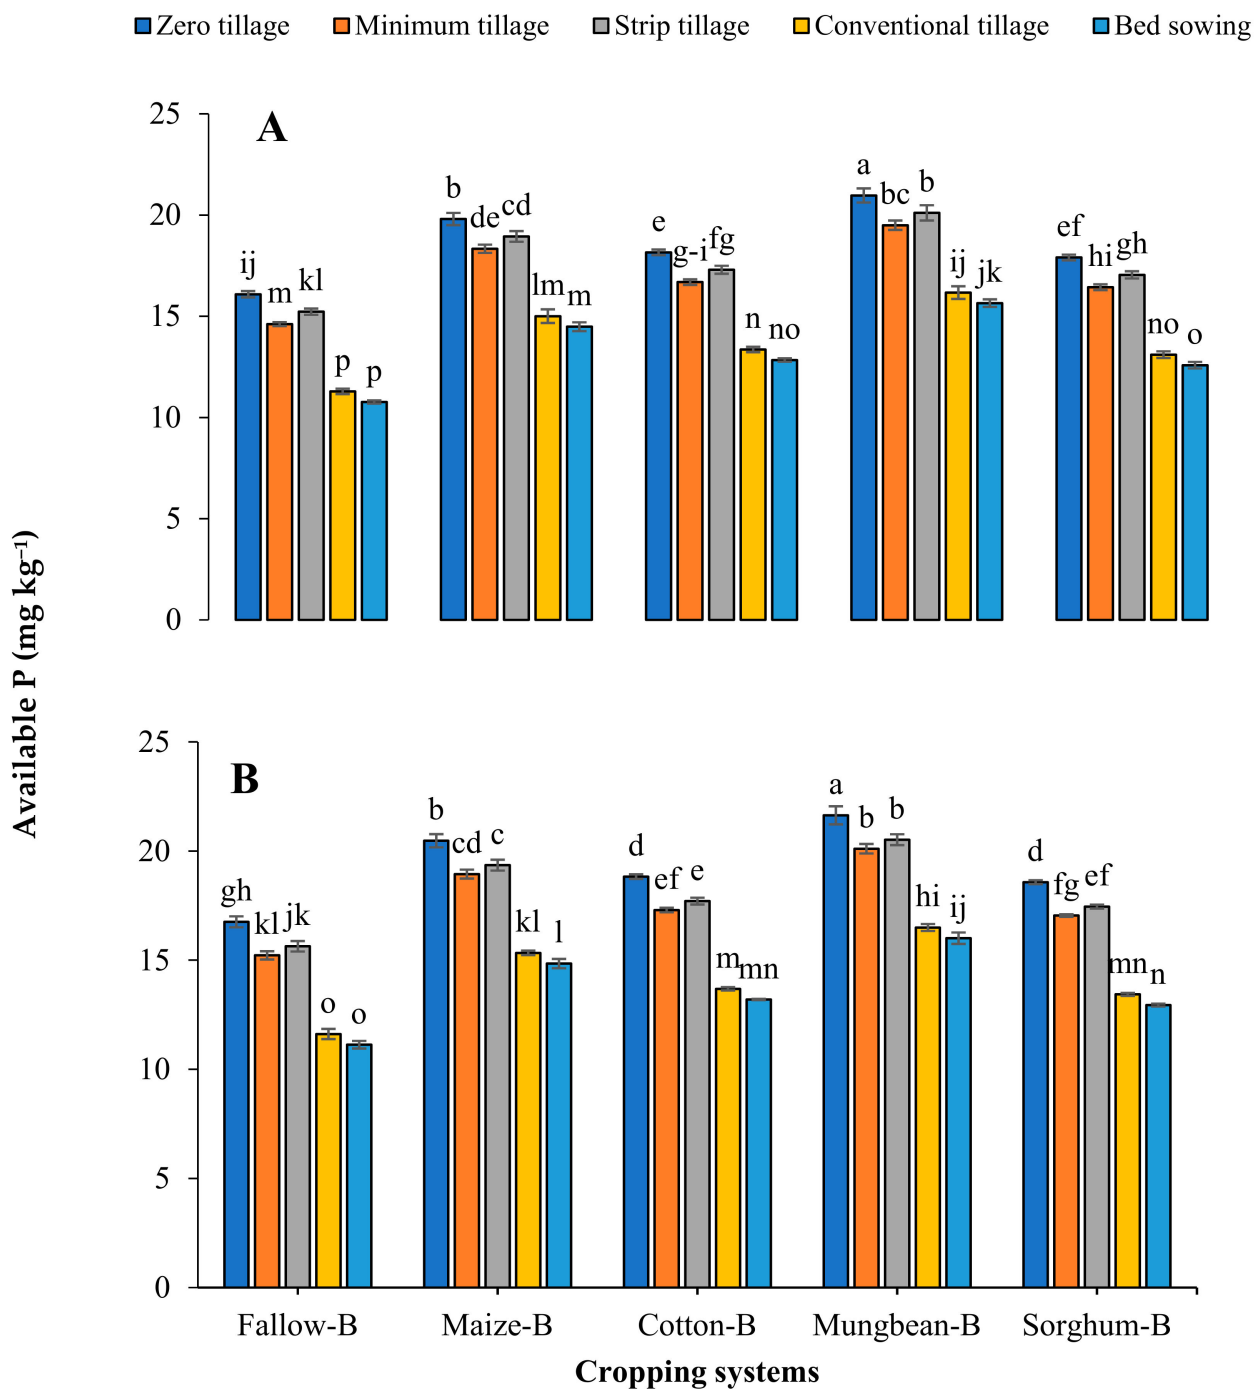 Zero tillage Minimum tillage Strip tillage Conventional tillage Bed sowing
Available P (mg kg⁻¹)
A
25
20
15
10
5
0
ij m kl p p
b de cd lm m
e g-i fg n no
a bc b ij jk
ef hi gh no o
B
25
20
15
10
5
0
gh kl jk o o
b cd c kl l
d ef e m mn
a b b hi ij
d fg ef mn n
Fallow-B Maize-B Cotton-B Mungbean-B Sorghum-B
Cropping systems